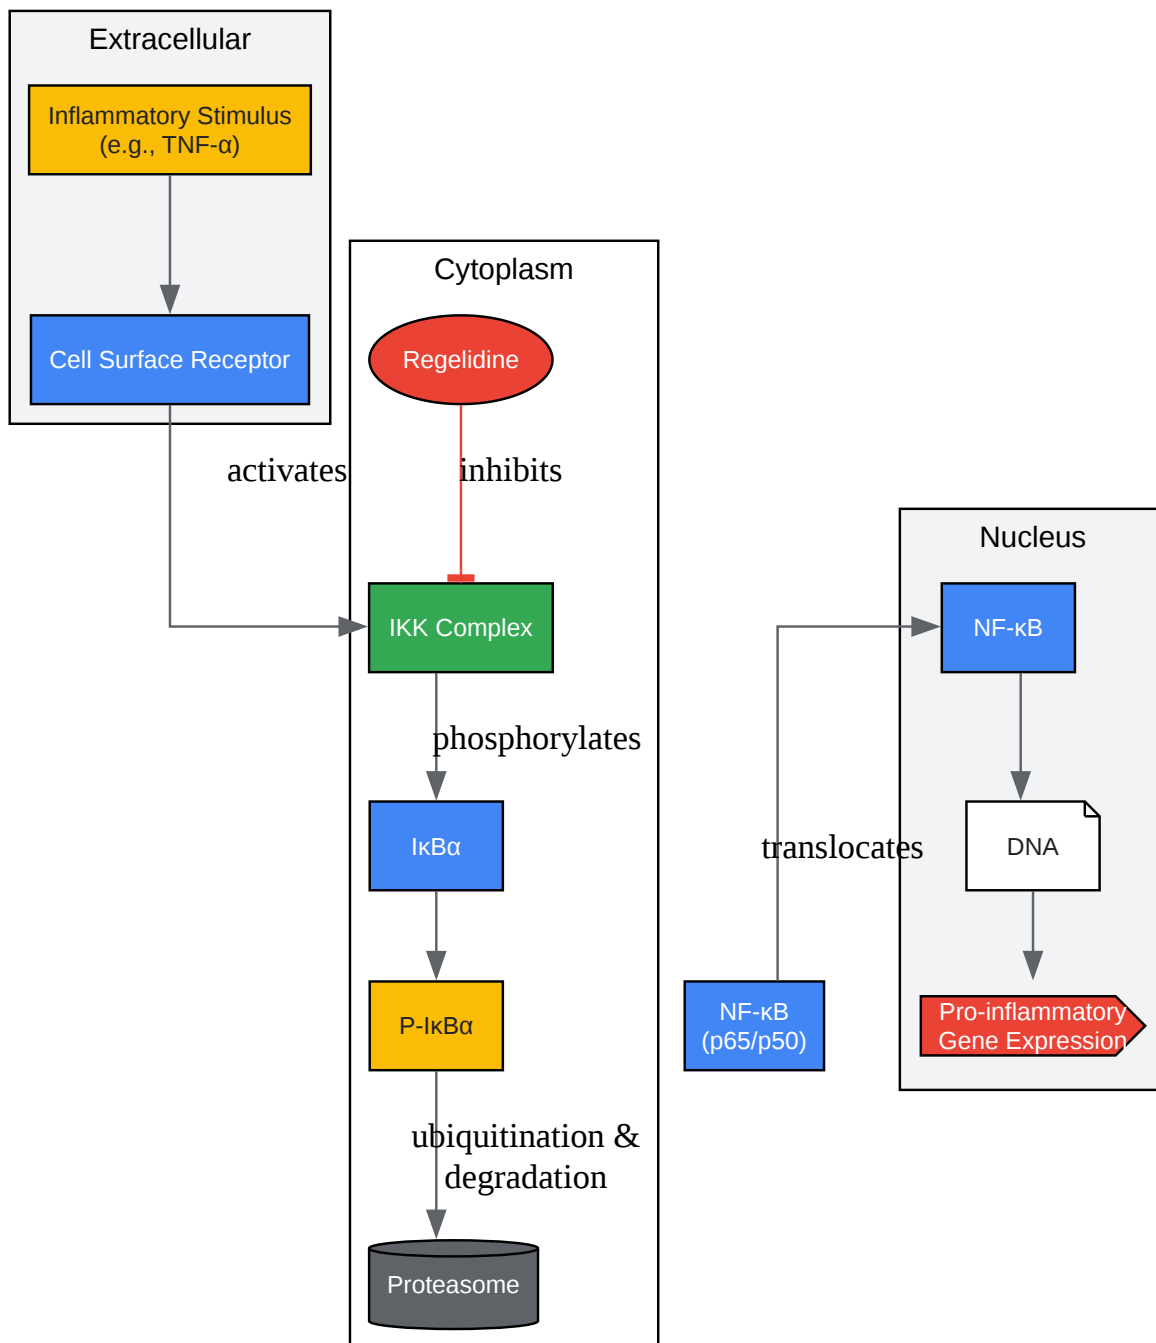 Extracellular
Inflammatory Stimulus
(e.g., TNF-α)
Cell Surface Receptor
activates
Cytoplasm
Regelidine
inhibits
IKK Complex
phosphorylates
IκBα
P-IκBα
ubiquitination &
degradation
Proteasome
NF-κB
(p65/p50)
translocates
Nucleus
NF-κB
DNA
Pro-inflammatory
Gene Expression